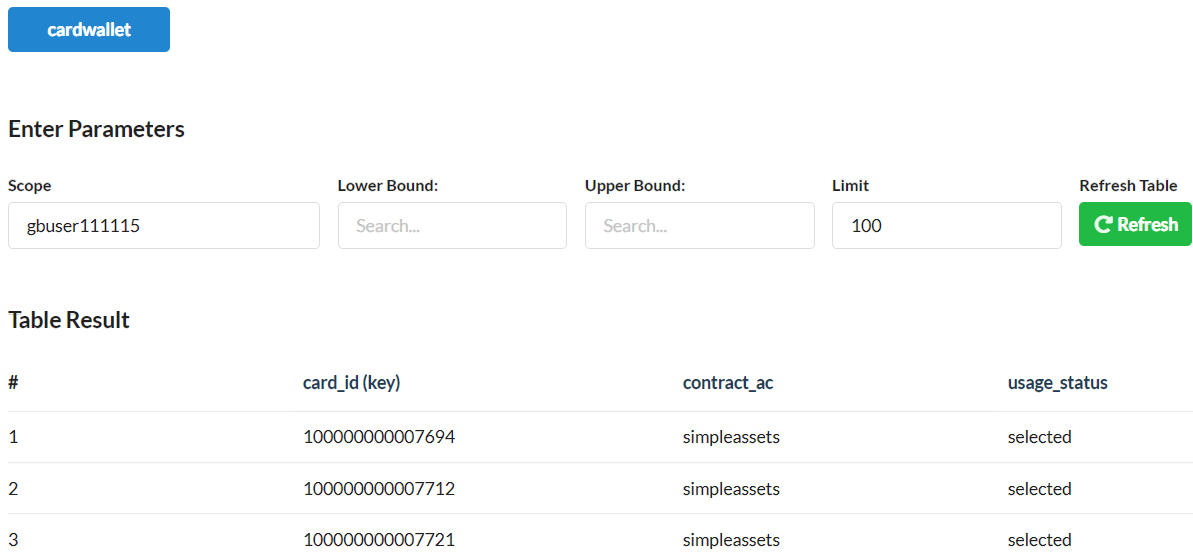 cardwallet
Enter Parameters
Scope Lower Bound: Upper Bound: Limit Refresh Table
gbuser111115 Search... Search... 100 Refresh
Table Result
# card_id (key) contract_ac usage_status
1 100000000007694 simpleassets selected
2 100000000007712 simpleassets selected
3 100000000007721 simpleassets selected